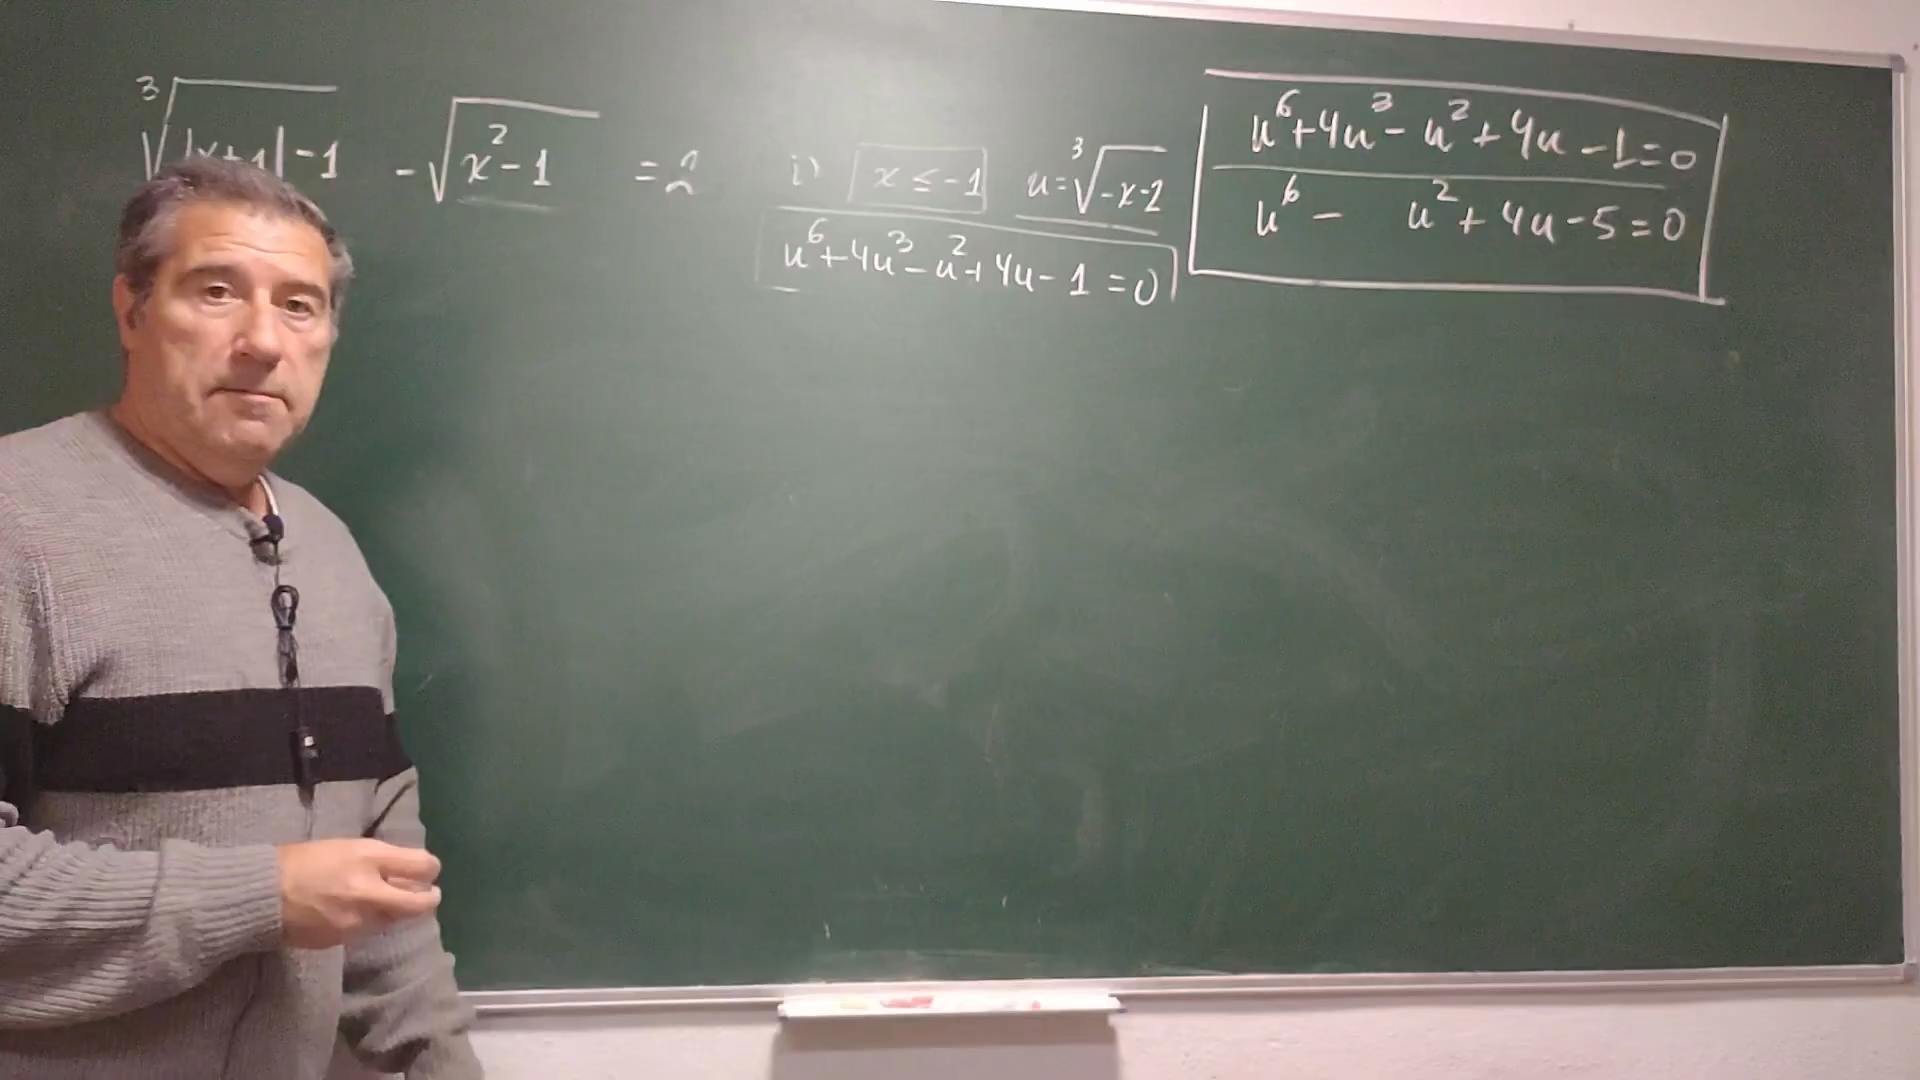 ∛(|x+1|-1) - √(x²-1) = 2
i) x ≤ -1 u = ∛(-x-2)
u⁶+4u³-u²+4u-1=0
u⁶+4u³-u²+4u-1=0
u⁶- u²+4u-5=0